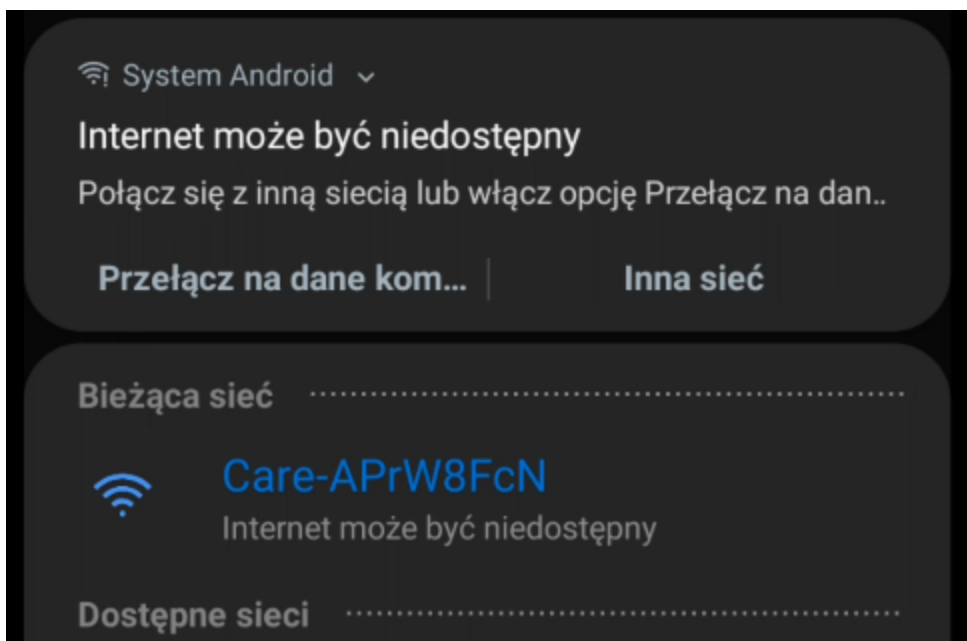 System Android
Internet może być niedostępny
Połącz się z inną siecią lub włącz opcję Przełącz na dan..
Przełącz na dane kom...
Inna sieć
Bieżąca sieć
Care-APrW8FcN
Internet może być niedostępny
Dostępne sieci